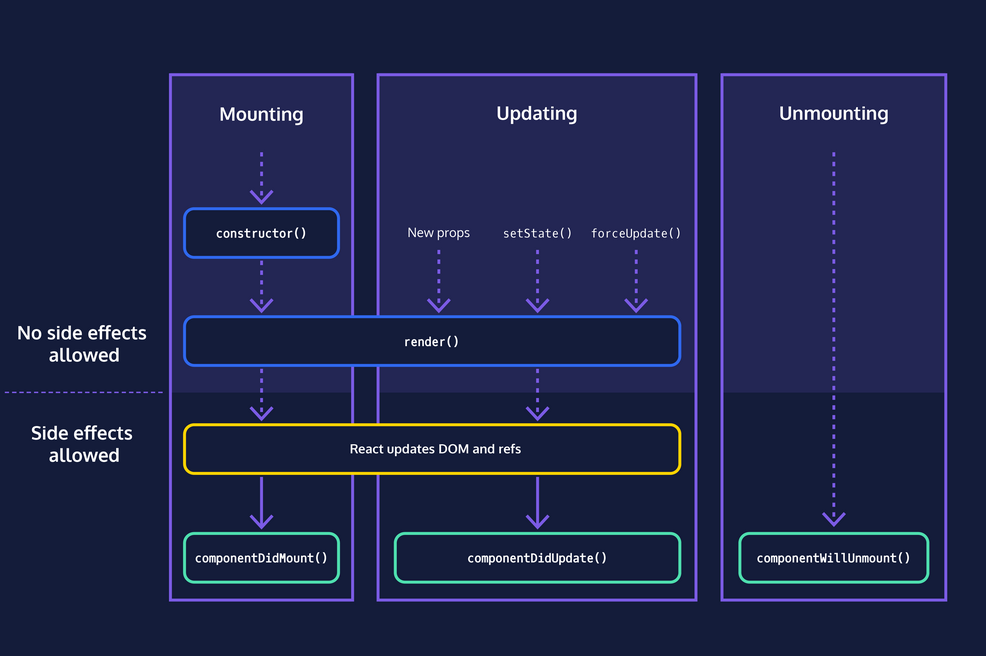 Mounting
Updating
Unmounting
constructor()
New props
setState()
forceUpdate()
No side effects
allowed
render()
Side effects
allowed
React updates DOM and refs
componentDidMount()
componentDidUpdate()
componentWillUnmount()